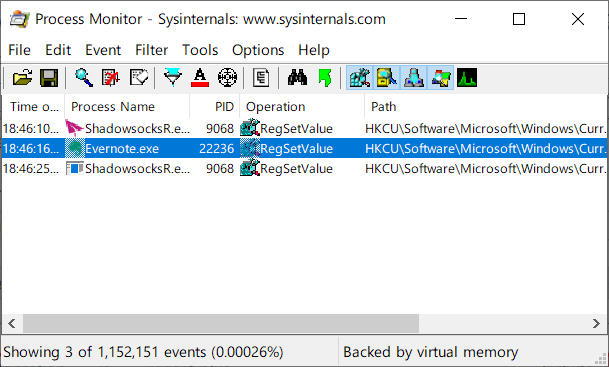 Process Monitor - Sysinternals: www.sysinternals.com
File Edit Event Filter Tools Options Help
Time o... Process Name PID Operation Path
18:46:10... ShadowsocksR.e... 9068 RegSetValue HKCU\Software\Microsoft\Windows\Curr...
18:46:16... Evernote.exe 22236 RegSetValue HKCU\Software\Microsoft\Windows\Curr...
18:46:25... ShadowsocksR.e... 9068 RegSetValue HKCU\Software\Microsoft\Windows\Curr...
Showing 3 of 1,152,151 events (0.00026%) Backed by virtual memory